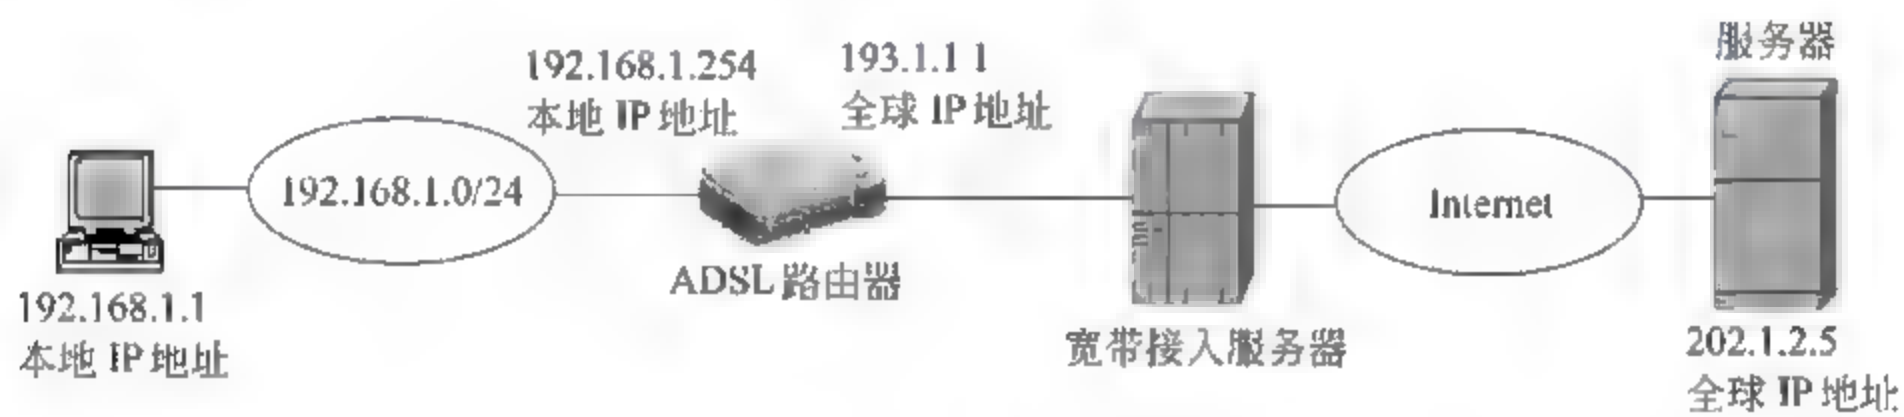 192.168.1.254
本地 IP 地址
193.1.1 1
全球 IP 地址
服务器
192.168.1.0/24
Internet
ADSL 路由器
192.168.1.1
本地 IP 地址
宽带接入服务器
202.1.2.5
全球 IP 地址